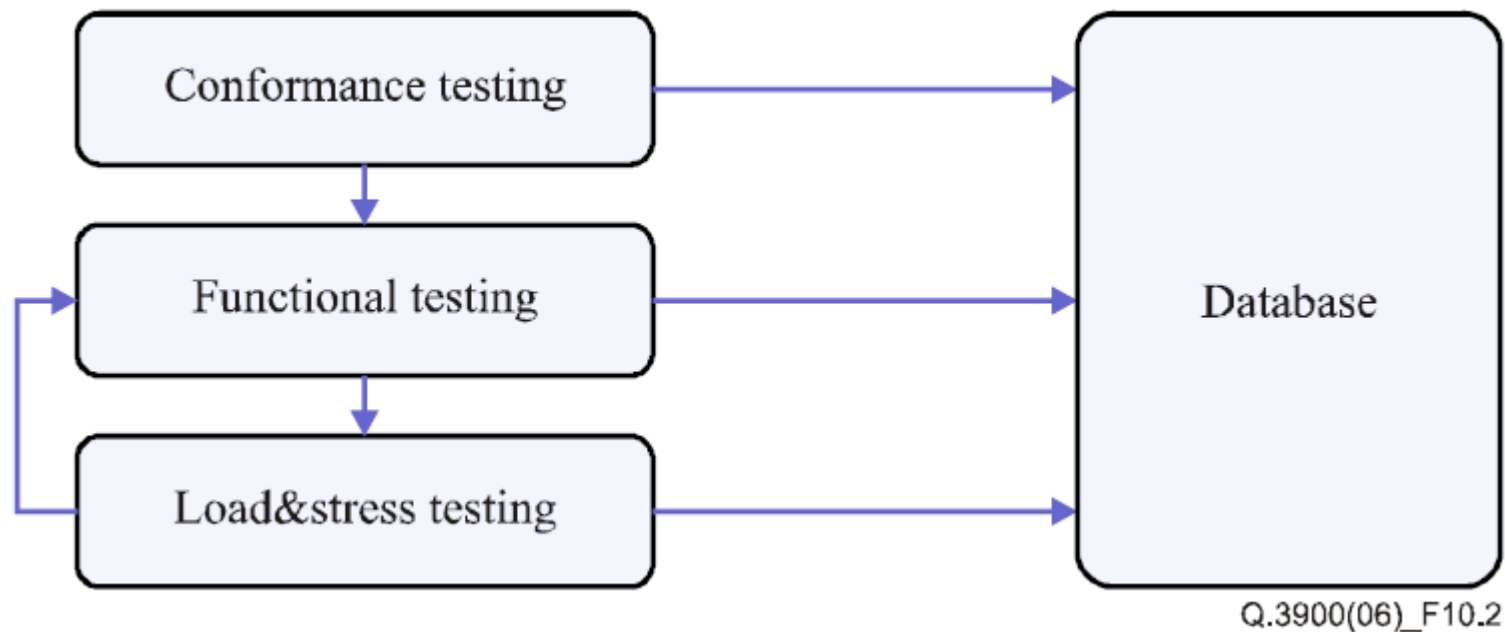 Conformance testing
Functional testing
Load&stress testing
Database
Q.3900(06)_F10.2